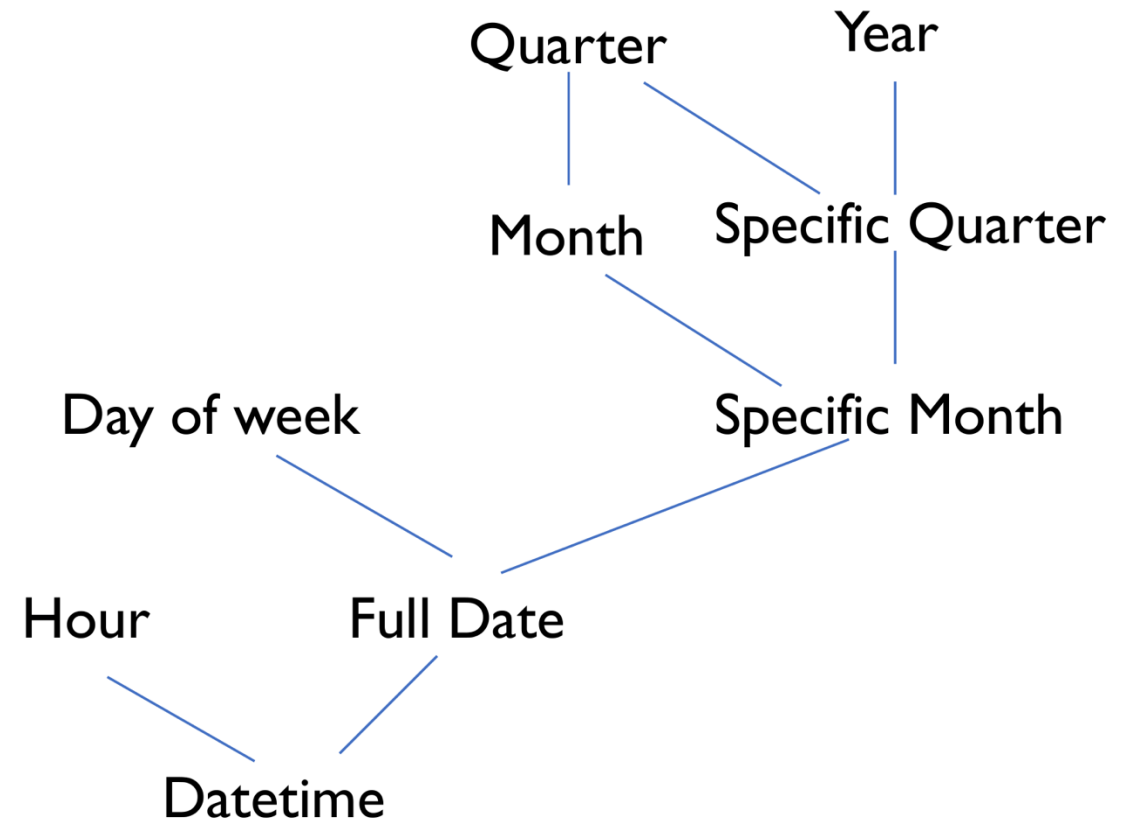 Quarter
Year
Month
Specific Quarter
Day of week
Specific Month
Hour
Full Date
Datetime